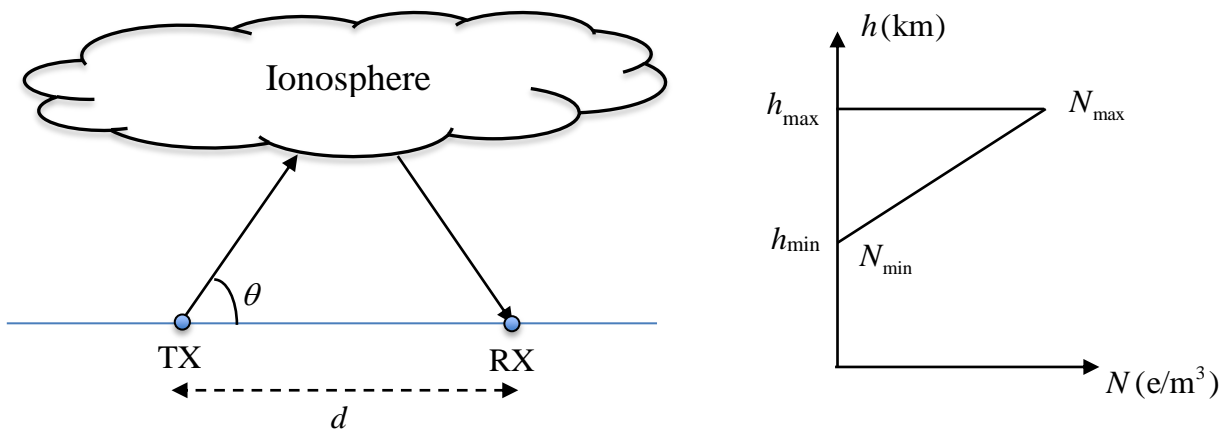 Ionosphere
θ
TX
RX
d
h (km)
h_max
N_max
h_min
N_min
N (e/m³)